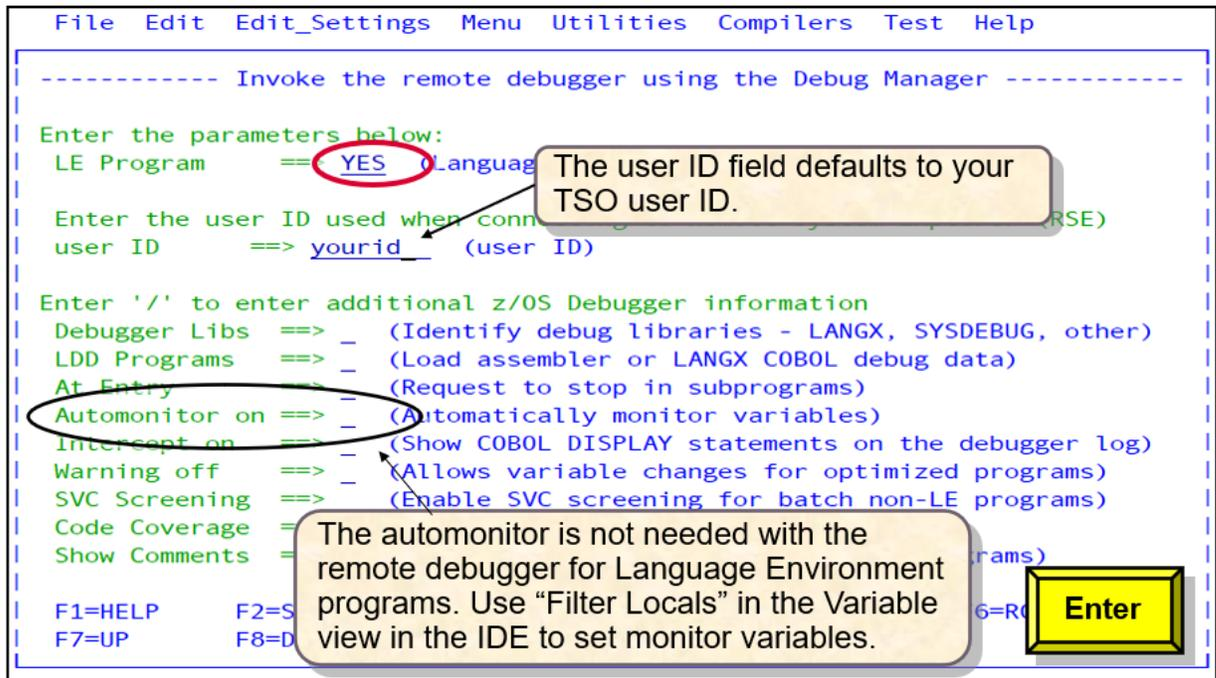 File Edit Edit_Settings Menu Utilities Compilers Test Help
------------ Invoke the remote debugger using the Debug Manager ------------
Enter the parameters below:
LE Program ==> YES (Languag
The user ID field defaults to your
TSO user ID.
Enter the user ID used when conn RSE)
user ID ==> yourid_ (user ID)
Enter '/' to enter additional z/OS Debugger information
Debugger Libs ==> _ (Identify debug libraries - LANGX, SYSDEBUG, other)
LDD Programs ==> _ (Load assembler or LANGX COBOL debug data)
At Entry ==> _ (Request to stop in subprograms)
Automonitor on ==> _ (Automatically monitor variables)
Intercept on ==> _ (Show COBOL DISPLAY statements on the debugger log)
Warning off ==> _ (Allows variable changes for optimized programs)
SVC Screening ==> (Enable SVC screening for batch non-LE programs)
Code Coverage =
Show Comments = rams)
The automonitor is not needed with the
remote debugger for Language Environment
programs. Use “Filter Locals” in the Variable
view in the IDE to set monitor variables.
F1=HELP F2=S 6=R
F7=UP F8=D
Enter